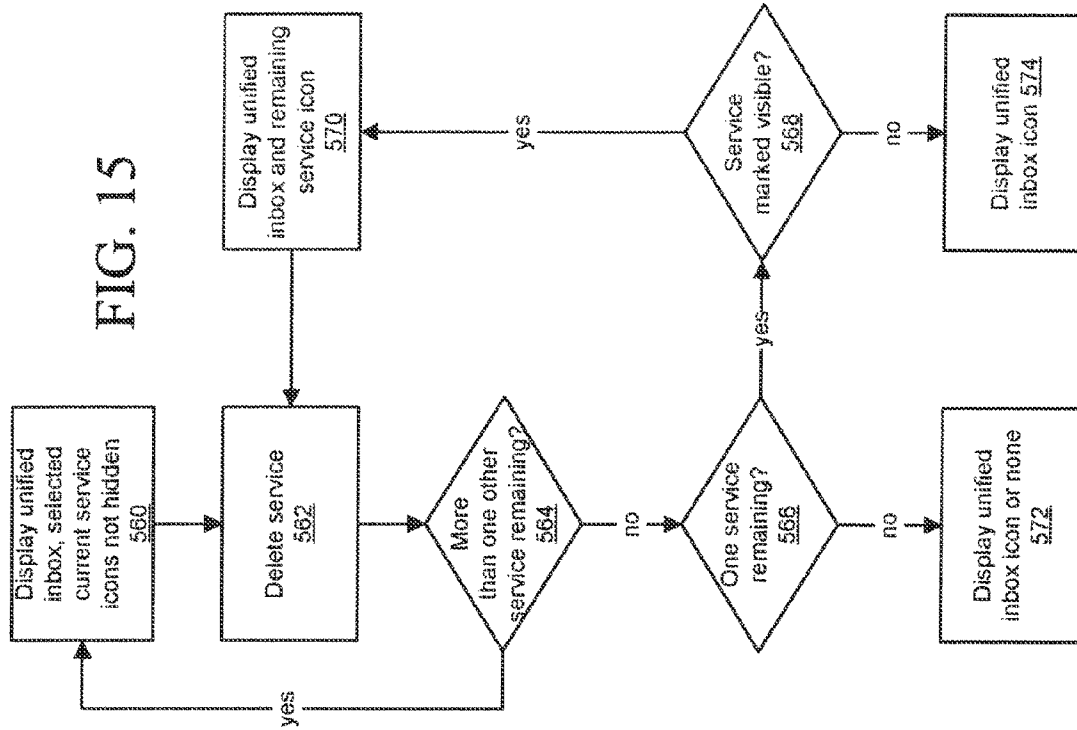 FIG. 15
Display unified
inbox, selected
current service
icons not hidden
560
Delete service
562
More
than one other
service remaining?
564
yes
no
One service
remaining?
566
yes
no
Display unified
inbox icon or none
572
Display unified
inbox and remaining
service icon
570
yes
Service
marked visible?
568
no
Display unified
inbox icon 574